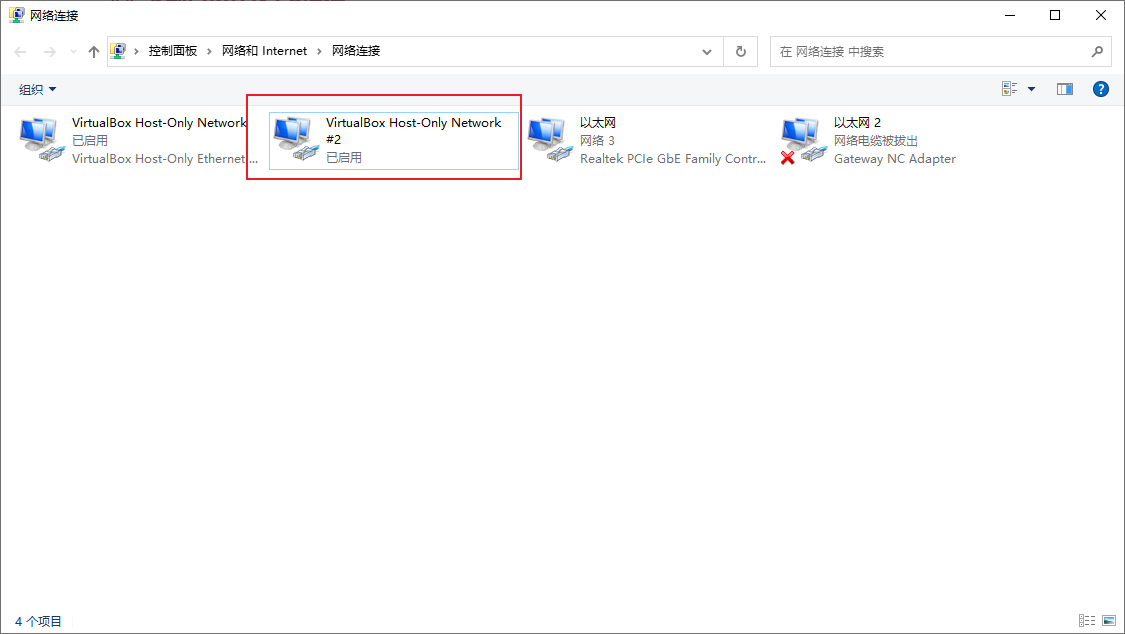 网络连接
控制面板 › 网络和 Internet › 网络连接
在 网络连接 中搜索
组织
VirtualBox Host-Only Network
已启用
VirtualBox Host-Only Ethernet ...
VirtualBox Host-Only Network
#2
已启用
以太网
网络 3
Realtek PCIe GbE Family Contr...
以太网 2
网络电缆被拔出
Gateway NC Adapter
4 个项目